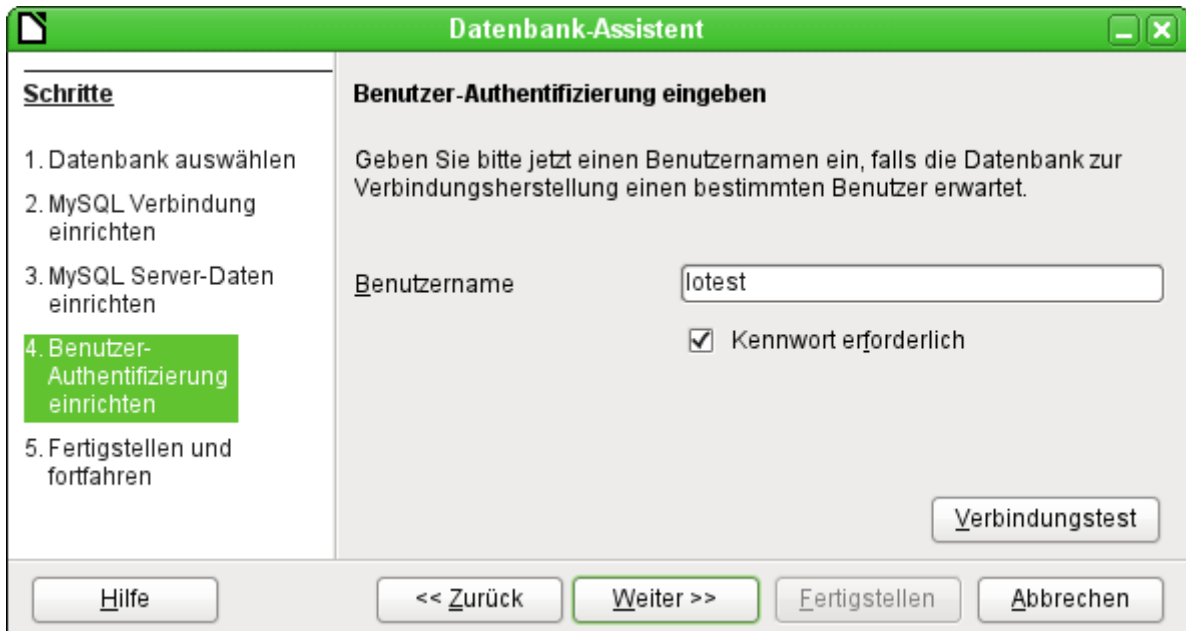 Datenbank-Assistent
Schritte
1. Datenbank auswählen
2. MySQL Verbindung
einrichten
3. MySQL Server-Daten
einrichten
4. Benutzer-
Authentifizierung
einrichten
5. Fertigstellen und
fortfahren
Benutzer-Authentifizierung eingeben
Geben Sie bitte jetzt einen Benutzernamen ein, falls die Datenbank zur
Verbindungsherstellung einen bestimmten Benutzer erwartet.
Benutzername
lotest
Kennwort erforderlich
Verbindungstest
Hilfe
<< Zurück
Weiter >>
Fertigstellen
Abbrechen